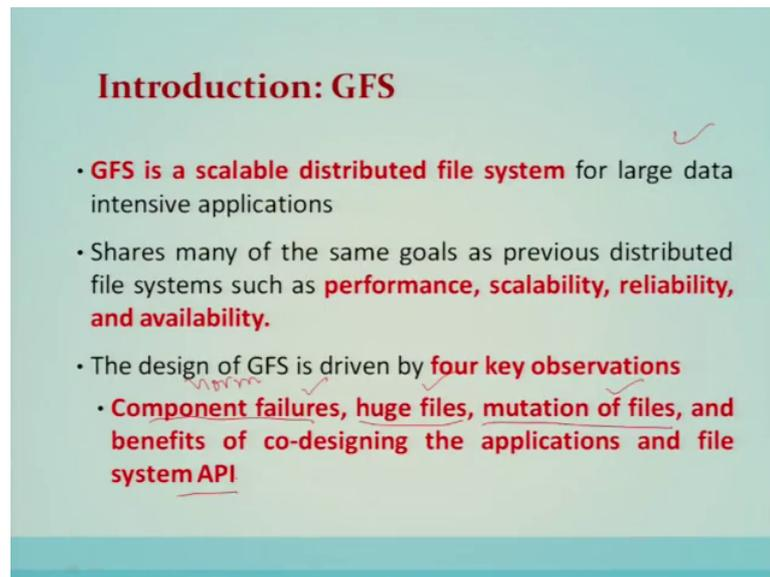 Introduction: GFS
• GFS is a scalable distributed file system for large data
intensive applications
• Shares many of the same goals as previous distributed
file systems such as performance, scalability, reliability,
and availability.
• The design of GFS is driven by four key observations
norm
• Component failures, huge files, mutation of files, and
benefits of co-designing the applications and file
system API